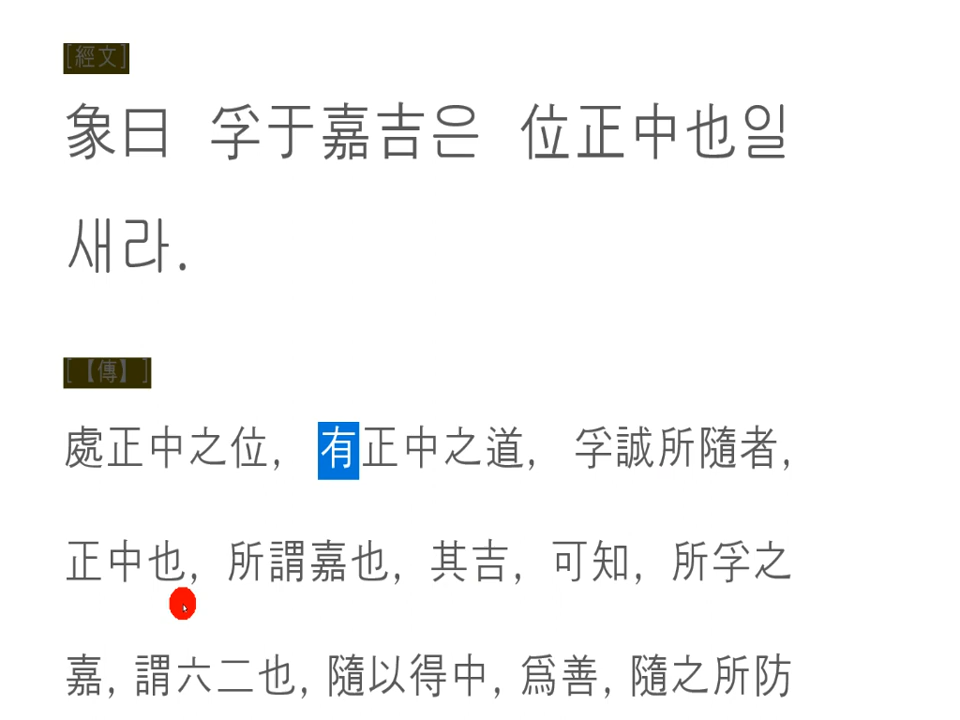 [經文]
象曰 孚于嘉吉은 位正中也일
새라.
[【傳】]
處正中之位, 有正中之道, 孚誠所隨者,
正中也, 所謂嘉也, 其吉, 可知, 所孚之
嘉, 謂六二也, 隨以得中, 爲善, 隨之所防